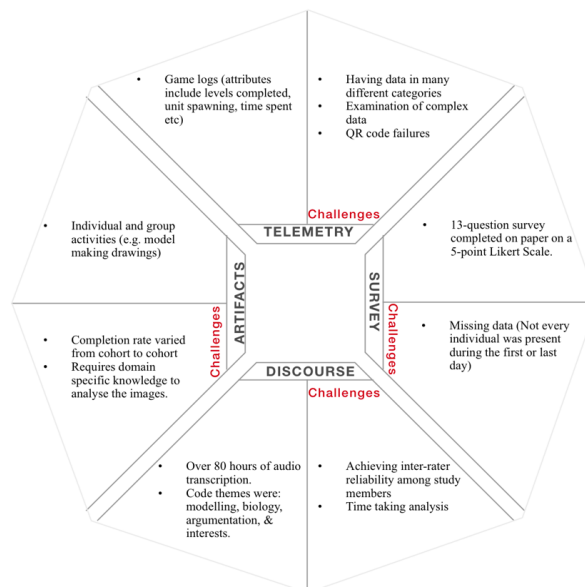 • Game logs (attributes
include levels completed,
unit spawning, time spent
etc)
• Having data in many
different categories
• Examination of complex
data
• QR code failures
Challenges
TELEMETRY
• Individual and group
activities (e.g. model
making drawings)
• 13-question survey
completed on paper on a
5-point Likert Scale.
ARTIFACTS
SURVEY
• Completion rate varied
from cohort to cohort
• Requires domain
specific knowledge to
analyse the images.
Challenges
Challenges
• Missing data (Not every
individual was present
during the first or last
day)
DISCOURSE
Challenges
• Over 80 hours of audio
transcription.
• Code themes were:
modelling, biology,
argumentation, &
interests.
• Achieving inter-rater
reliability among study
members
• Time taking analysis